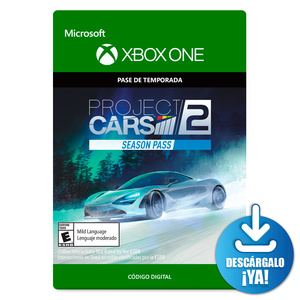 Microsoft
XBOX ONE
PASE DE TEMPORADA
PROJECT
CARS 2
SEASON PASS
E
Mild Language
Lenguaje moderado
CÓDIGO DIGITAL
DESCÁRGALO
¡YA!